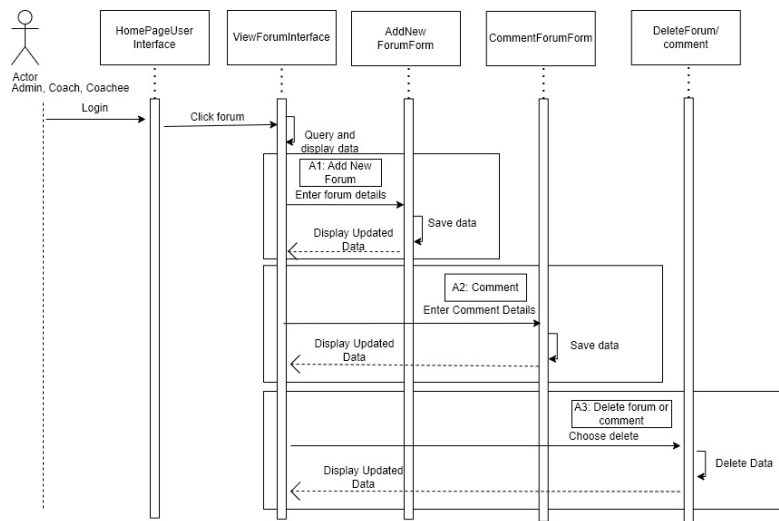 HomePageUser
Interface
ViewForumInterface
AddNew
ForumForm
CommentForumForm
DeleteForum/
comment
Actor
Admin, Coach, Coachee
Login
Click forum
Query and
display data
A1: Add New
Forum
Enter forum details
Save data
Display Updated
Data
A2: Comment
Enter Comment Details
Display Updated
Data
Save data
A3: Delete forum or
comment
Choose delete
Delete Data
Display Updated
Data